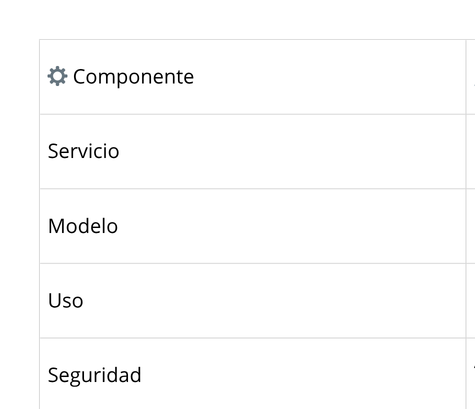 Componente
Servicio
Modelo
Uso
Seguridad